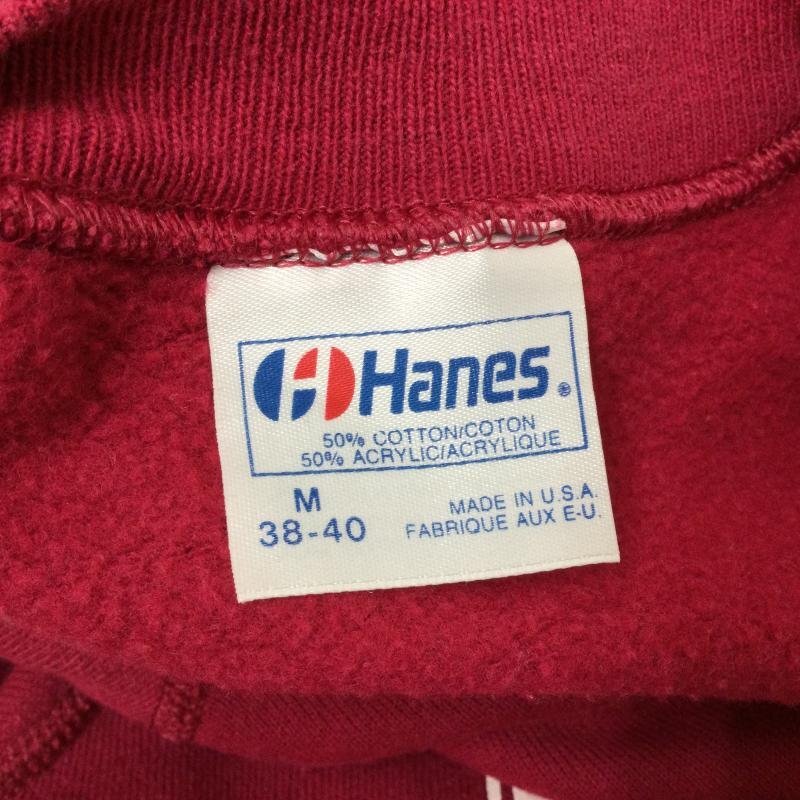 Hanes®
50% COTTON/COTON
50% ACRYLIC/ACRYLIQUE
M
38-40
MADE IN U.S.A.
FABRIQUE AUX E-U.